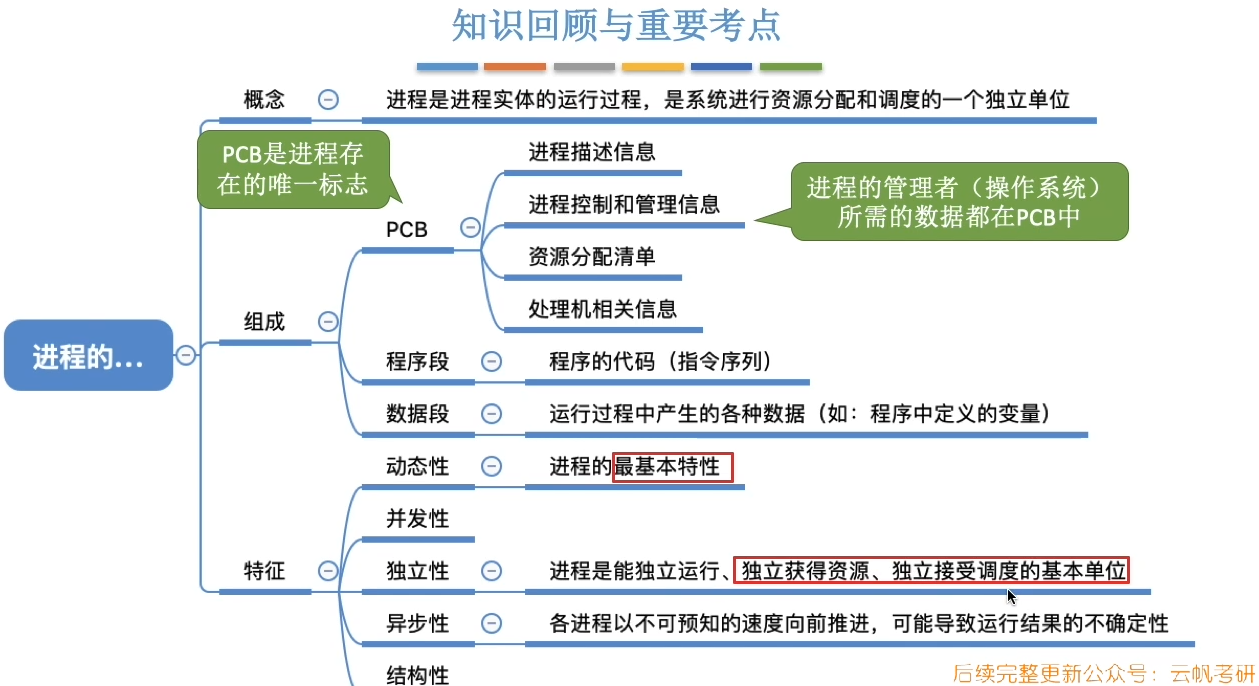 知识回顾与重要考点
概念
进程是进程实体的运行过程，是系统进行资源分配和调度的一个独立单位
PCB是进程存
在的唯一标志
进程描述信息
进程控制和管理信息
进程的管理者（操作系统）
所需的数据都在PCB中
PCB
资源分配清单
处理机相关信息
组成
进程的...
程序段
程序的代码（指令序列）
数据段
运行过程中产生的各种数据（如：程序中定义的变量）
动态性
进程的最基本特性
并发性
特征
独立性
进程是能独立运行、独立获得资源、独立接受调度的基本单位
异步性
各进程以不可预知的速度向前推进，可能导致运行结果的不确定性
结构性
后续完整更新公众号：云帆考研